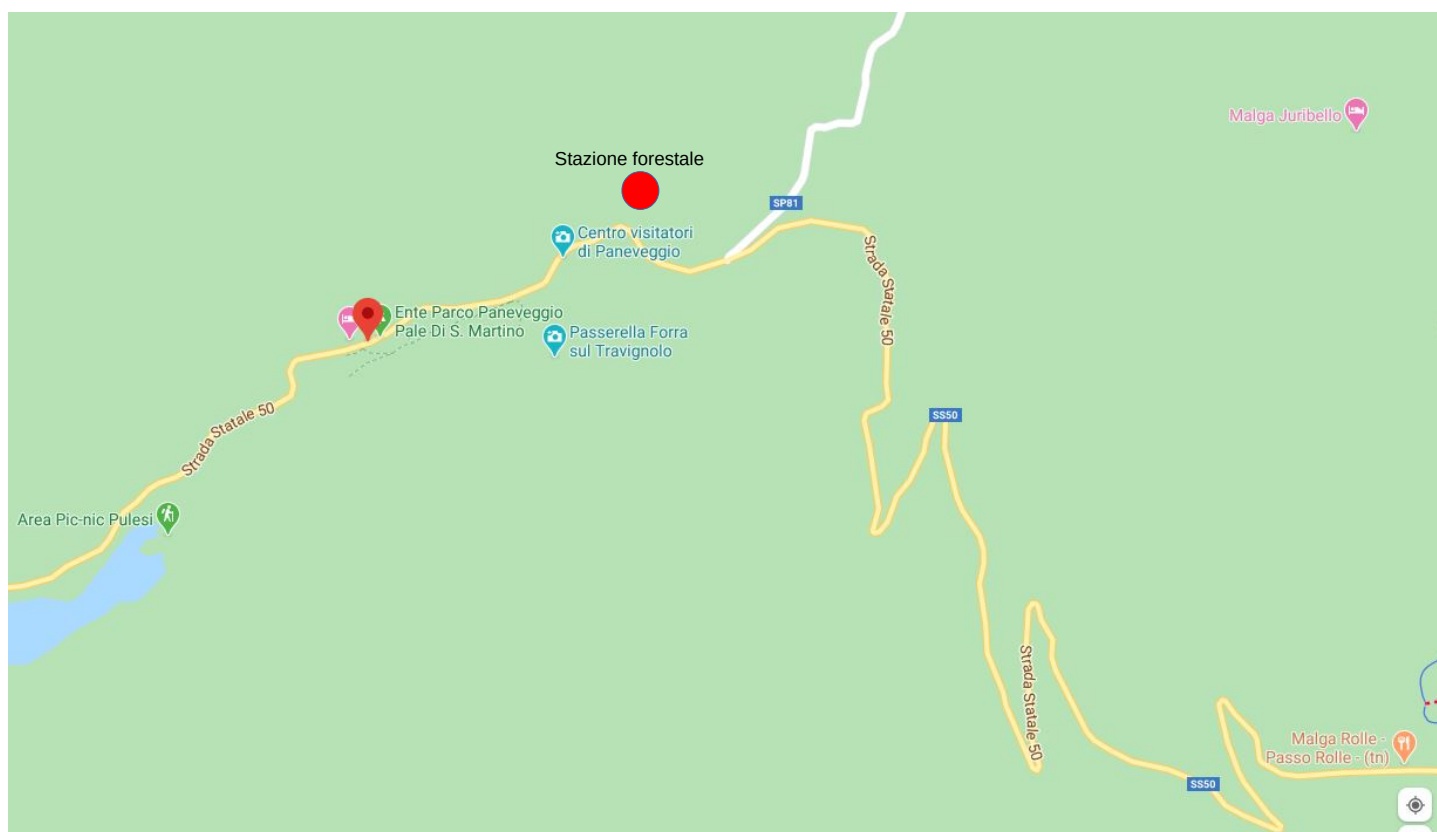 Malga Juribello
Stazione forestale
SP81
Centro visitatori
di Paneveggio
Strada Statale 50
Ente Parco Paneveggio
Pale Di S. Martino
Passerella Forra
sul Travignolo
Strada Statale 50
SS50
Area Pic-nic Pulesi
Strada Statale 50
Malga Rolle -
Passo Rolle - (tn)
SS50